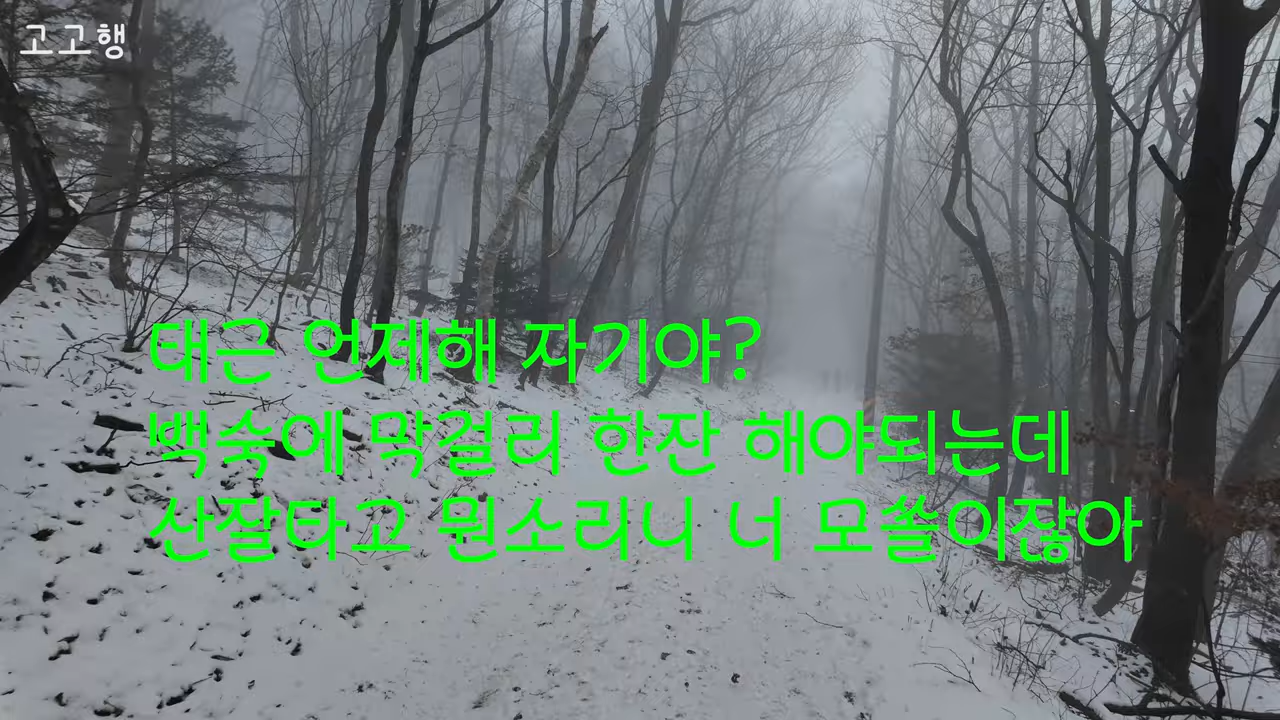 고고행
태근 언제해 자기야?
백숙에 막걸리 한잔 해야되는데
산잘타고 뭔소리니 너 모쏠이잖아